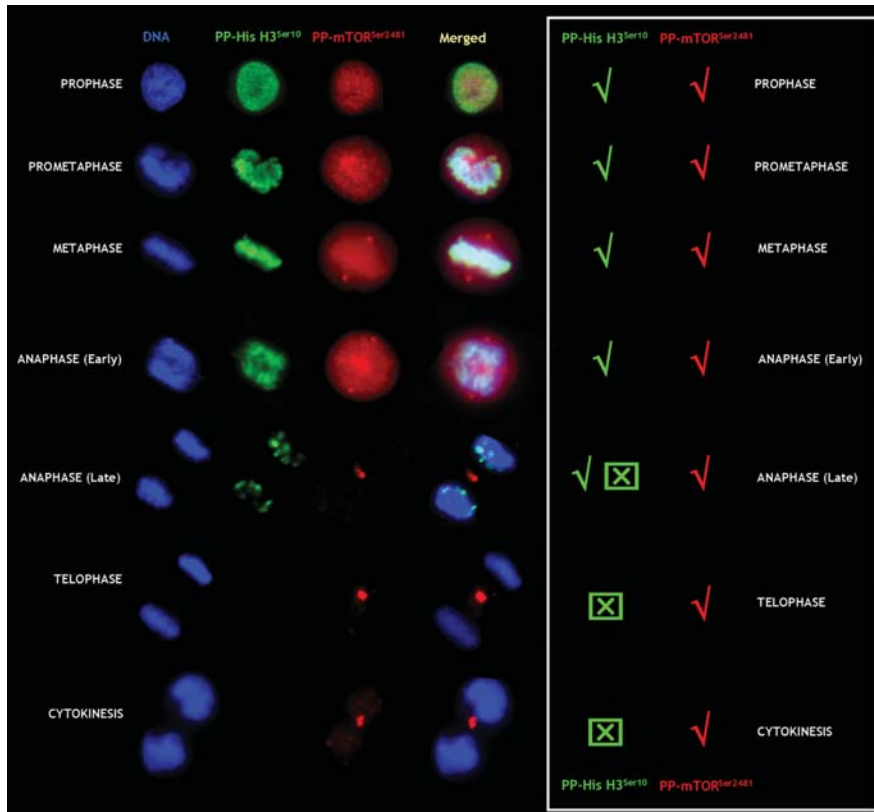 DNA PP-His H3Ser10 PP-mTORSer2481 Merged PP-His H3Ser10 PP-mTORSer2481
PROPHASE √ √ PROPHASE
PROMETAPHASE √ √ PROMETAPHASE
METAPHASE √ √ METAPHASE
ANAPHASE (Early) √ √ ANAPHASE (Early)
ANAPHASE (Late) √ ☒ √ ANAPHASE (Late)
TELOPHASE ☒ √ TELOPHASE
CYTOKINESIS ☒ √ CYTOKINESIS
PP-His H3Ser10 PP-mTORSer2481